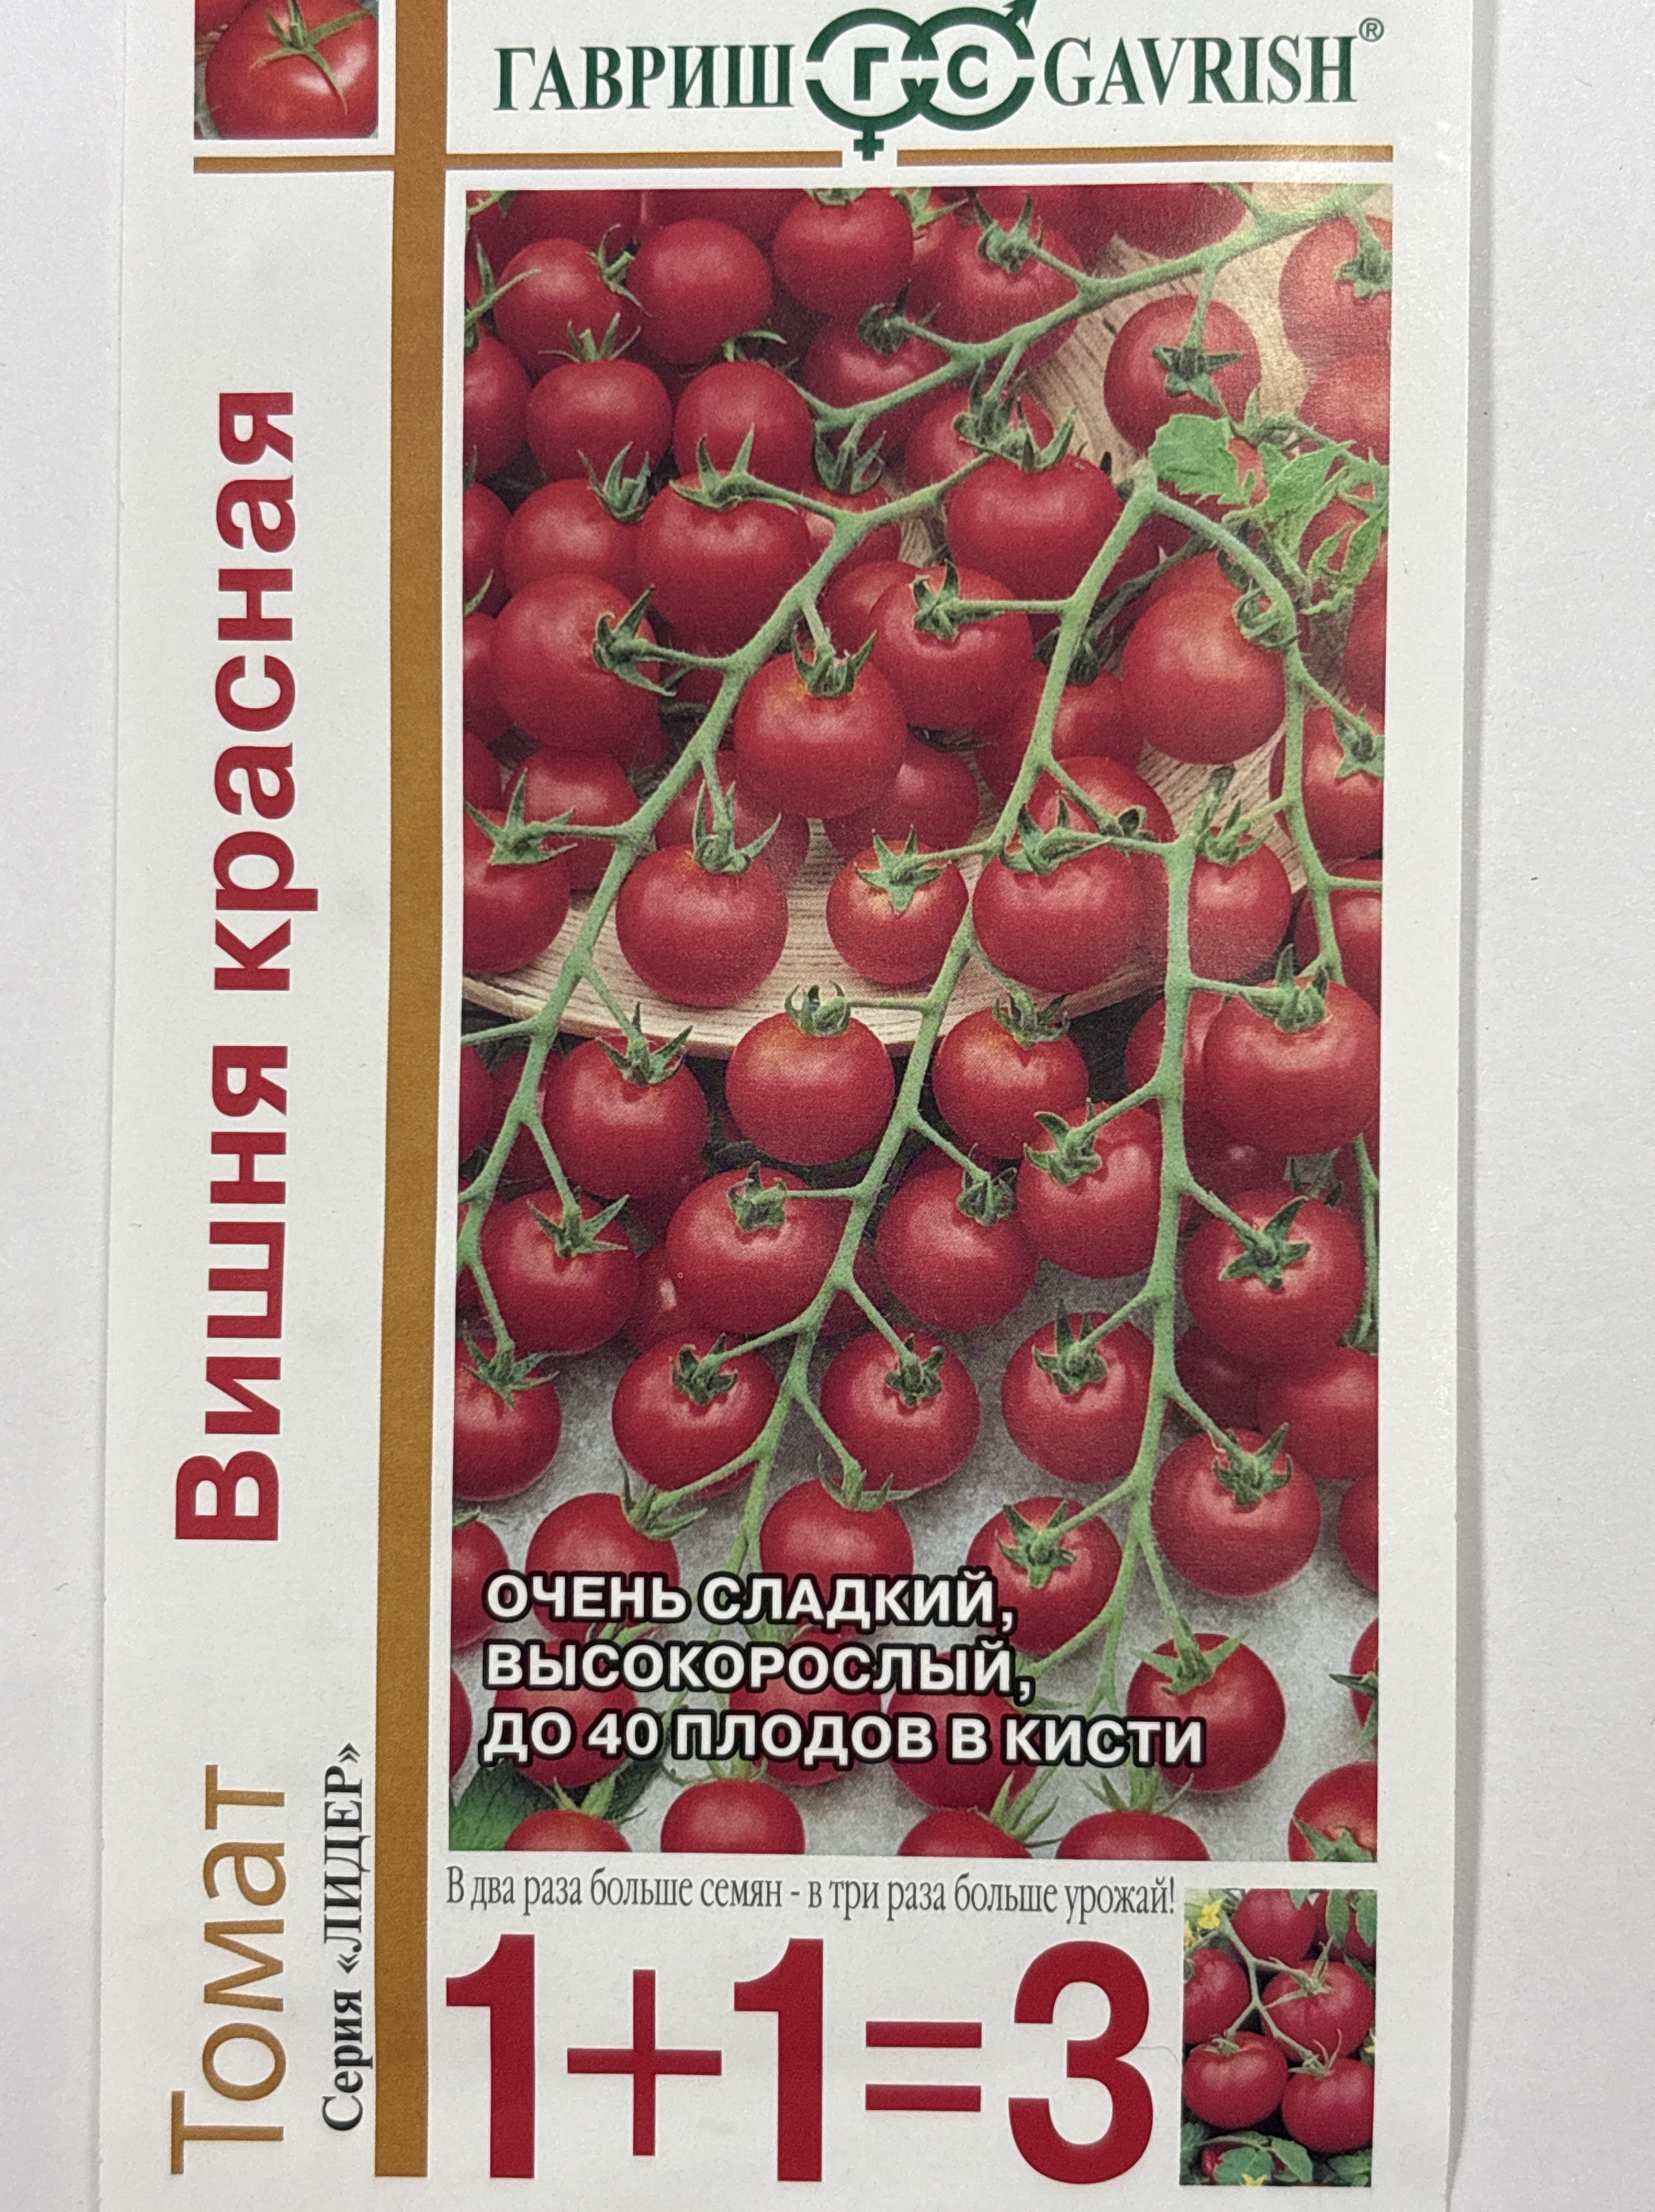 ГАВРИШ ГС GAVRISH®
Томат Вишня красная
Серия «ЛИДЕР»
ОЧЕНЬ СЛАДКИЙ,
ВЫСОКОРОСЛЫЙ,
ДО 40 ПЛОДОВ В КИСТИ
В два раза больше семян - в три раза больше урожай!
1+1=3